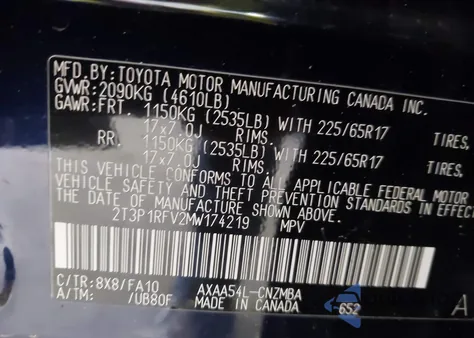 MFD.BY:TOYOTA MOTOR MANUFACTURING CANADA INC.
GVWR:2090KG (4610LB)
GAWR:FRT. 1150KG (2535LB) WITH 225/65R17 TIRES,
17x7.0J RIMS.
RR. 1150KG (2535LB) WITH 225/65R17 TIRES,
17x7.0J RIMS.
THIS VEHICLE CONFORMS TO ALL APPLICABLE FEDERAL MOTOR
VEHICLE SAFETY AND THEFT PREVENTION STANDARDS
THE DATE OF MANUFACTURE SHOWN ABOVE.
2T3P1RFV2MW174219 MPV
C/TR:8X8/FA10 AXAA54L-CNZMBA
A/TM: /UB80F MADE IN CANADA 652 A